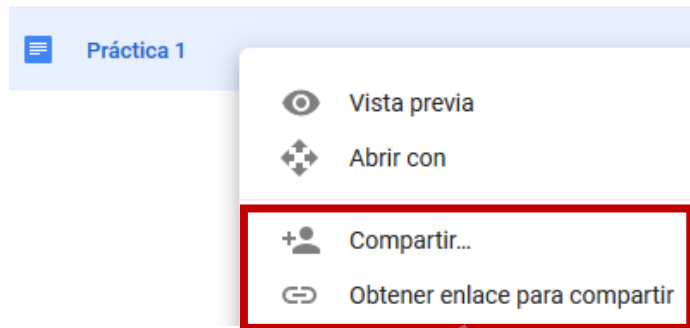 Práctica 1
Vista previa
Abrir con
Compartir...
Obtener enlace para compartir